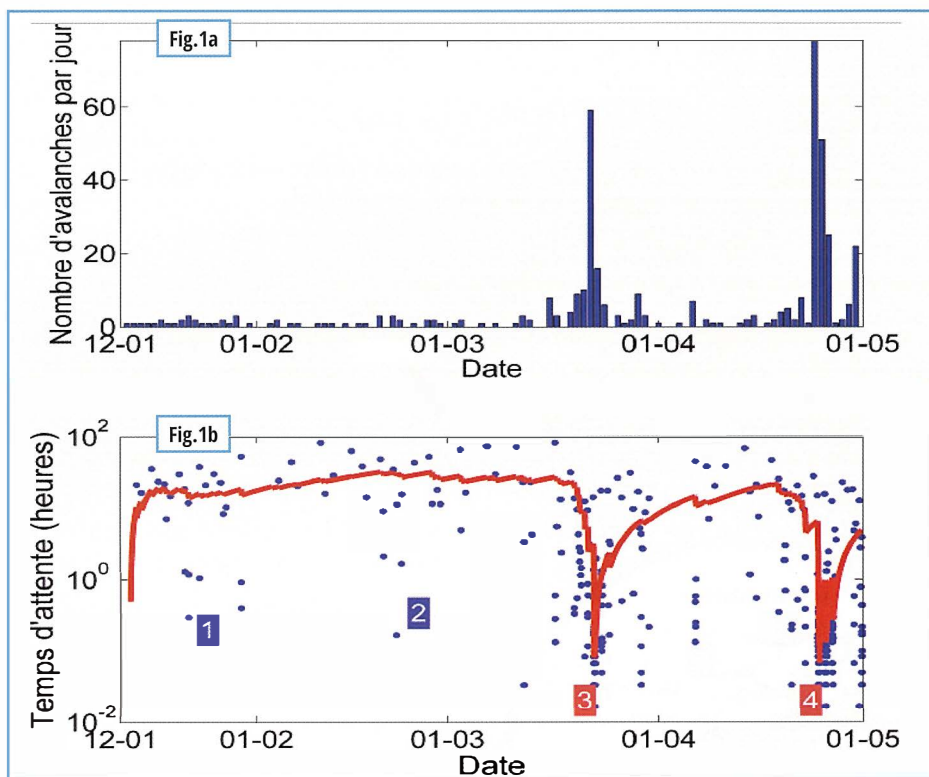 Fig.1a
Nombre d'avalanches par jour
60
40
20
0
12-01 01-02 01-03 01-04 01-05
Date
Fig.1b
Temps d'attente (heures)
10²
10⁰
10⁻²
1
2
3
4
12-01 01-02 01-03 01-04 01-05
Date